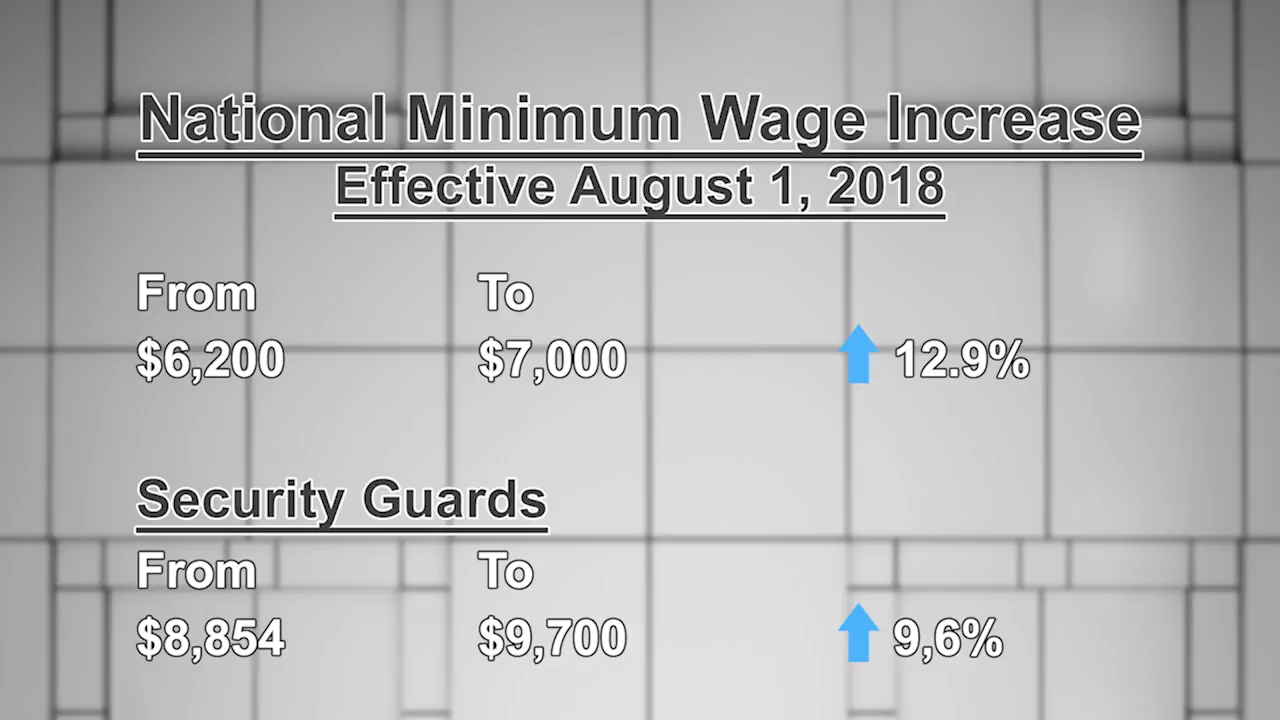 National Minimum Wage Increase
Effective August 1, 2018
From To
$6,200 $7,000 12.9%
Security Guards
From To
$8,854 $9,700 9,6%